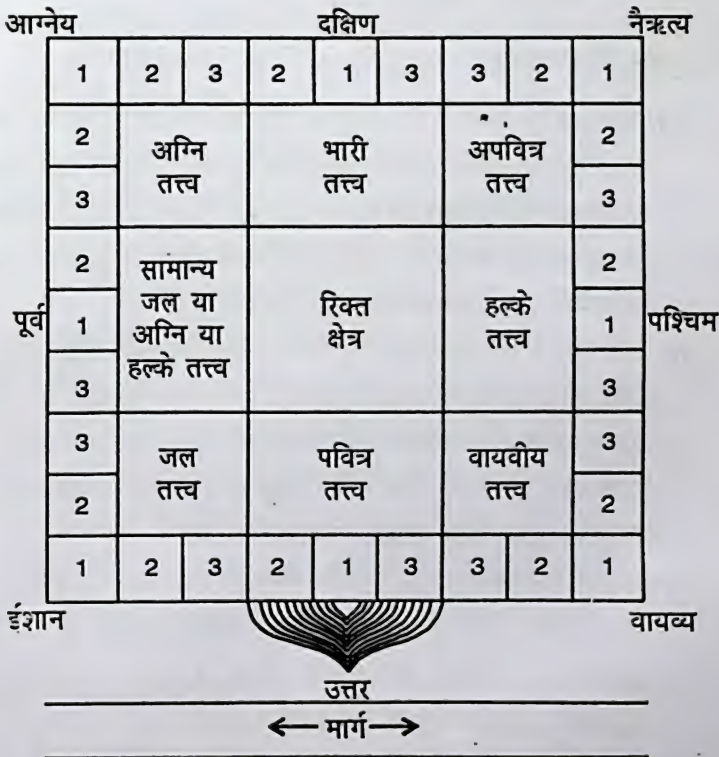 आग्नेय दक्षिण नैऋत्य
1 2 3 2 1 3 3 2 1
2 अग्नि भारी अपवित्र 2
तत्त्व तत्त्व तत्त्व
3 3
2 सामान्य 2
जल या रिक्त हल्के
पूर्व 1 अग्नि या क्षेत्र तत्त्व 1 पश्चिम
हल्के तत्त्व
3 3
3 जल पवित्र वायवीय 3
तत्त्व तत्त्व तत्त्व
2 2
1 2 3 2 1 3 3 2 1
ईशान वायव्य
उत्तर
←मार्ग→